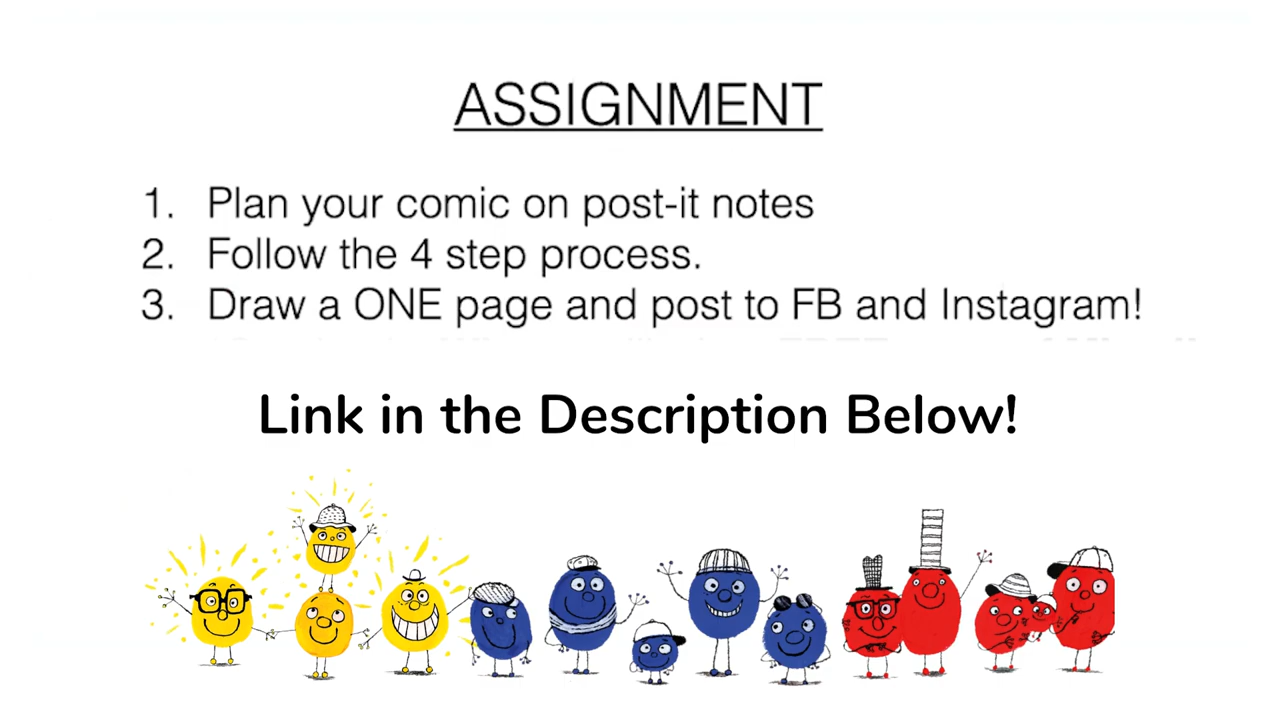 ASSIGNMENT
1. Plan your comic on post-it notes
2. Follow the 4 step process.
3. Draw a ONE page and post to FB and Instagram!
Link in the Description Below!